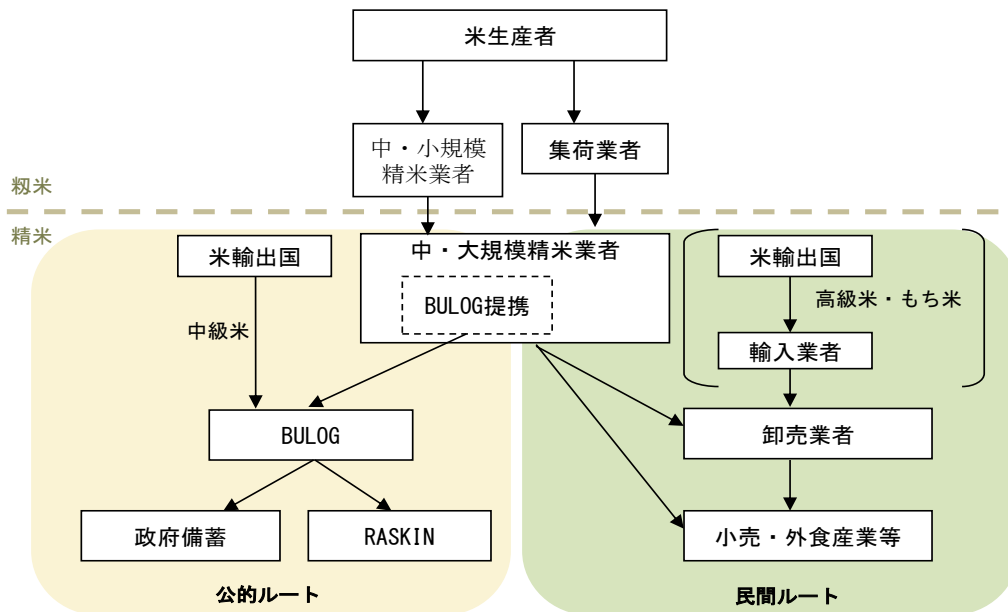 米生産者
中・小規模
精米業者
集荷業者
籾米
精米
米輸出国
中・大規模精米業者
米輸出国
BULOG提携
高級米・もち米
中級米
輸入業者
BULOG
卸売業者
政府備蓄
RASKIN
小売・外食産業等
公的ルート
民間ルート